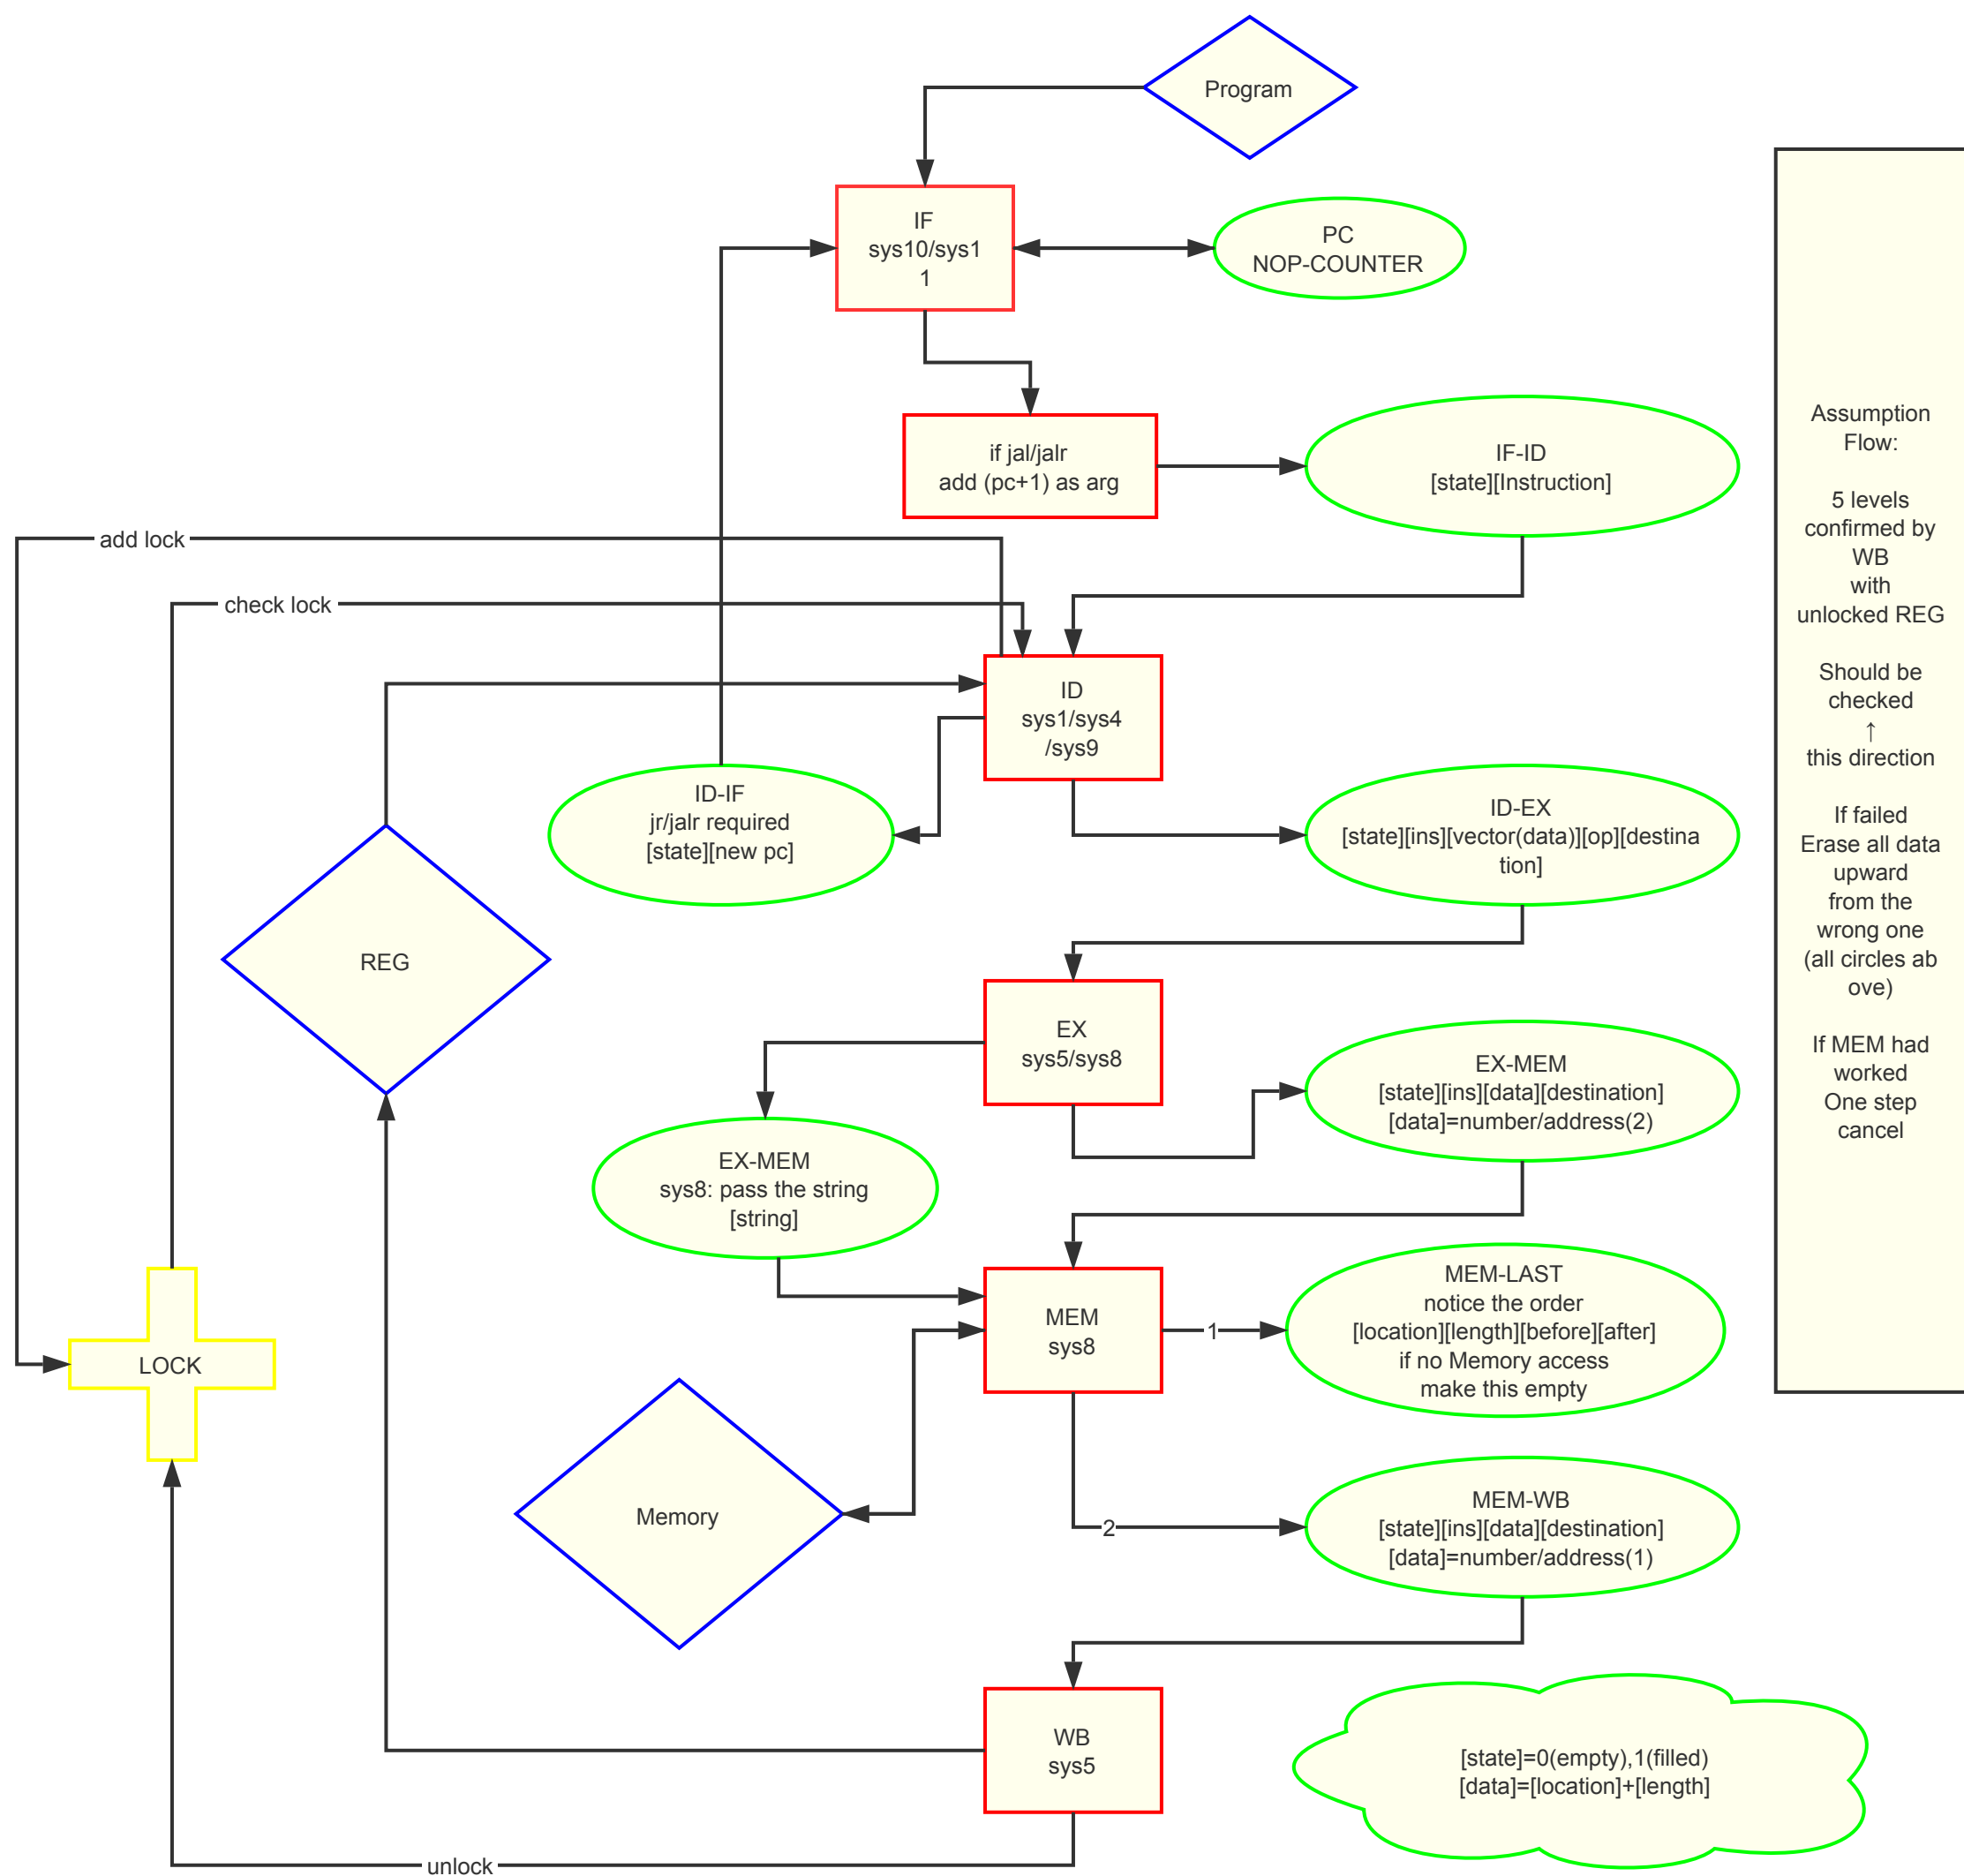 Program
IF
sys10/sys1
1
PC
NOP-COUNTER
if jal/jalr
add (pc+1) as arg
IF-ID
[state][Instruction]
add lock
check lock
ID
sys1/sys4
/sys9
ID-IF
jr/jalr required
[state][new pc]
ID-EX
[state][ins][vector(data)][op][destina
tion]
REG
EX
sys5/sys8
EX-MEM
[state][ins][data][destination]
[data]=number/address(2)
EX-MEM
sys8: pass the string
[string]
MEM
sys8
1
MEM-LAST
notice the order
[location][length][before][after]
if no Memory access
make this empty
LOCK
Memory
2
MEM-WB
[state][ins][data][destination]
[data]=number/address(1)
WB
sys5
[state]=0(empty),1(filled)
[data]=[location]+[length]
unlock
Assumption
Flow:
5 levels
confirmed by
WB
with
unlocked REG
Should be
checked
↑
this direction
If failed
Erase all data
upward
from the
wrong one
(all circles ab
ove)
If MEM had
worked
One step
cancel